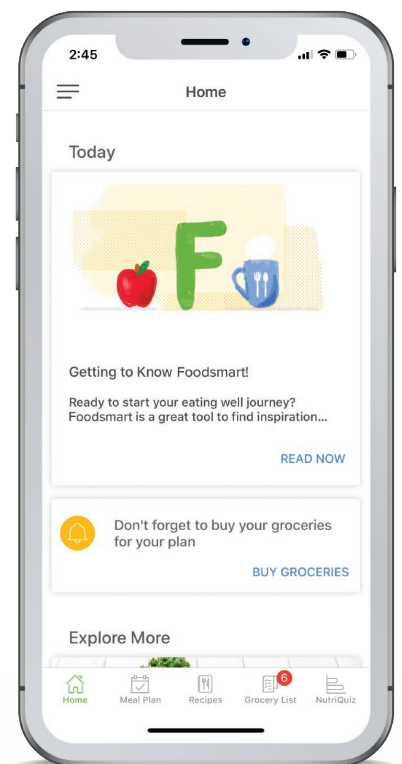 2:45
Home
Today
F
Getting to Know Foodsmart!
Ready to start your eating well journey?
Foodsmart is a great tool to find inspiration...
READ NOW
Don't forget to buy your groceries
for your plan
BUY GROCERIES
Explore More
6
Home Meal Plan Recipes Grocery List NutriQuiz